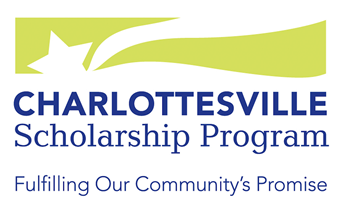 CHARLOTTESVILLE
Scholarship Program
Fulfilling Our Community's Promise